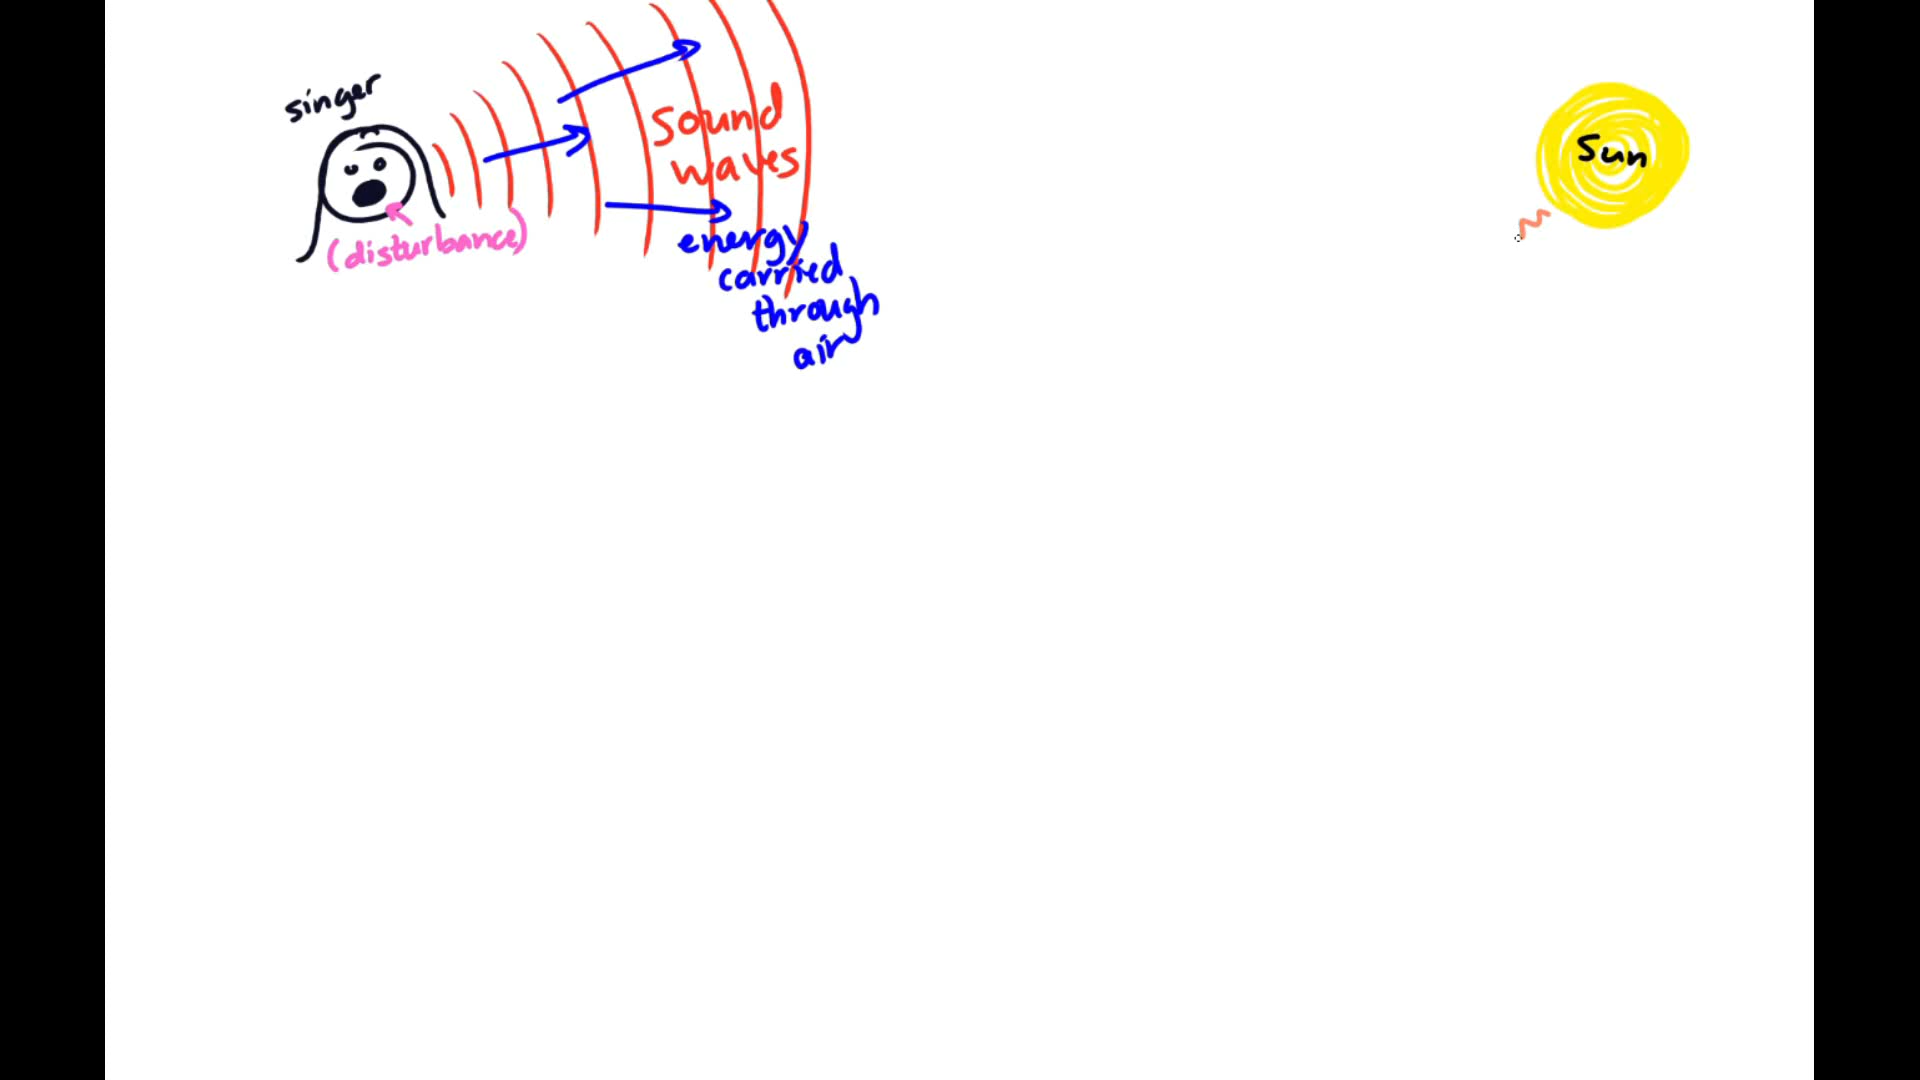 singer
(disturbance)
sound
waves
energy
carried
through
air
Sun